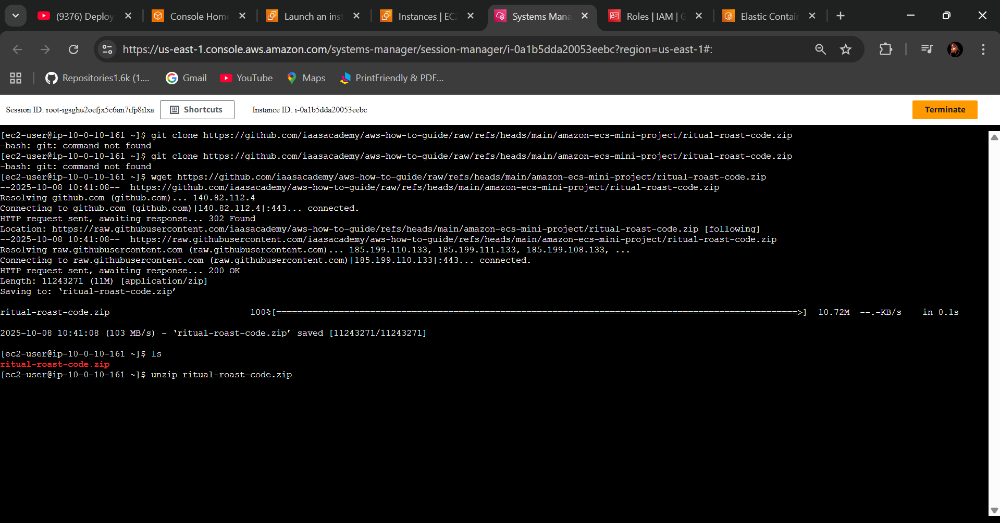 (9376) Deploy
Console Home
Launch an inst
Instances | EC2
Systems Mana
Roles | IAM | G
Elastic Contain
https://us-east-1.console.aws.amazon.com/systems-manager/session-manager/i-0a1b5dda20053eebc?region=us-east-1#:
Repositories1.6k (1....
Gmail
YouTube
Maps
PrintFriendly & PDF...
Session ID: root-igsghu2oefjx5c6an7ifp8ilxa
Shortcuts
Instance ID: i-0a1b5dda20053eebc
Terminate
[ec2-user@ip-10-0-10-161 ~]$ git clone https://github.com/iaasacademy/aws-how-to-guide/raw/refs/heads/main/amazon-ecs-mini-project/ritual-roast-code.zip
-bash: git: command not found
[ec2-user@ip-10-0-10-161 ~]$ git clone https://github.com/iaasacademy/aws-how-to-guide/raw/refs/heads/main/amazon-ecs-mini-project/ritual-roast-code.zip
-bash: git: command not found
[ec2-user@ip-10-0-10-161 ~]$ wget https://github.com/iaasacademy/aws-how-to-guide/raw/refs/heads/main/amazon-ecs-mini-project/ritual-roast-code.zip
--2025-10-08 10:41:08-- https://github.com/iaasacademy/aws-how-to-guide/raw/refs/heads/main/amazon-ecs-mini-project/ritual-roast-code.zip
Resolving github.com (github.com)... 140.82.112.4
Connecting to github.com (github.com)|140.82.112.4|:443... connected.
HTTP request sent, awaiting response... 302 Found
Location: https://raw.githubusercontent.com/iaasacademy/aws-how-to-guide/refs/heads/main/amazon-ecs-mini-project/ritual-roast-code.zip [following]
--2025-10-08 10:41:08-- https://raw.githubusercontent.com/iaasacademy/aws-how-to-guide/refs/heads/main/amazon-ecs-mini-project/ritual-roast-code.zip
Resolving raw.githubusercontent.com (raw.githubusercontent.com)... 185.199.110.133, 185.199.111.133, 185.199.108.133, ...
Connecting to raw.githubusercontent.com (raw.githubusercontent.com)|185.199.110.133|:443... connected.
HTTP request sent, awaiting response... 200 OK
Length: 11243271 (11M) [application/zip]
Saving to: ‘ritual-roast-code.zip’
ritual-roast-code.zip 100%[====================================================================================================>] 10.72M --.-KB/s in 0.1s
2025-10-08 10:41:08 (103 MB/s) - ‘ritual-roast-code.zip’ saved [11243271/11243271]
[ec2-user@ip-10-0-10-161 ~]$ ls
ritual-roast-code.zip
[ec2-user@ip-10-0-10-161 ~]$ unzip ritual-roast-code.zip